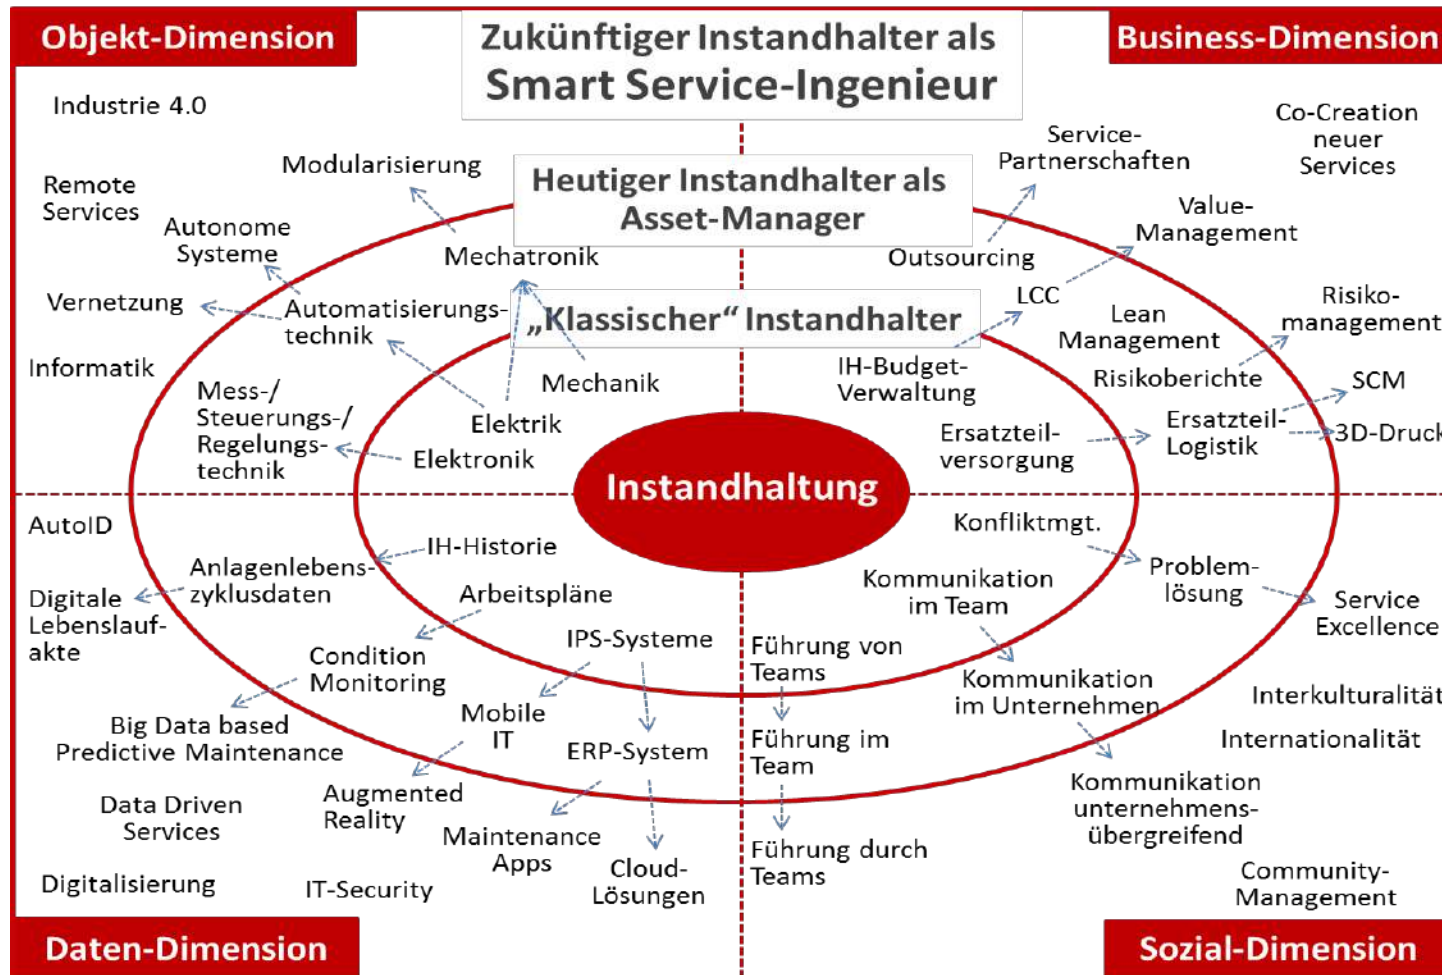 Objekt-Dimension
Zukünftiger Instandhalter als
Smart Service-Ingenieur
Business-Dimension
Industrie 4.0
Modularisierung
Remote
Services
Autonome
Systeme
Vernetzung
Informatik
Heutiger Instandhalter als
Asset-Manager
Mechatronik
Automatisierungs-
technik
„Klassischer“ Instandhalter
Mechanik
Mess-/
Steuerungs-/
Regelungs-
technik
Elektrik
Elektronik
Service-
Partnerschaften
Co-Creation
neuer
Services
Value-
Management
Outsourcing
LCC
Lean
Management
Risiko-
management
IH-Budget-
Verwaltung
Risikoberichte
SCM
Ersatzteil-
versorgung
Ersatzteil-
Logistik
3D-Druck
Instandhaltung
AutoID
IH-Historie
Anlagenlebens-
zyklusdaten
Digitale
Lebenslauf-
akte
Arbeitspläne
IPS-Systeme
Condition
Monitoring
Big Data based
Predictive Maintenance
Mobile
IT
ERP-System
Data Driven
Services
Augmented
Reality
Maintenance
Apps
Cloud-
Lösungen
Digitalisierung
IT-Security
Konfliktmgt.
Kommunikation
im Team
Problem-
lösung
Service
Excellence
Führung von
Teams
Kommunikation
im Unternehmen
Interkulturalität
Internationalität
Führung im
Team
Kommunikation
unternehmens-
übergreifend
Führung durch
Teams
Community-
Management
Daten-Dimension
Sozial-Dimension